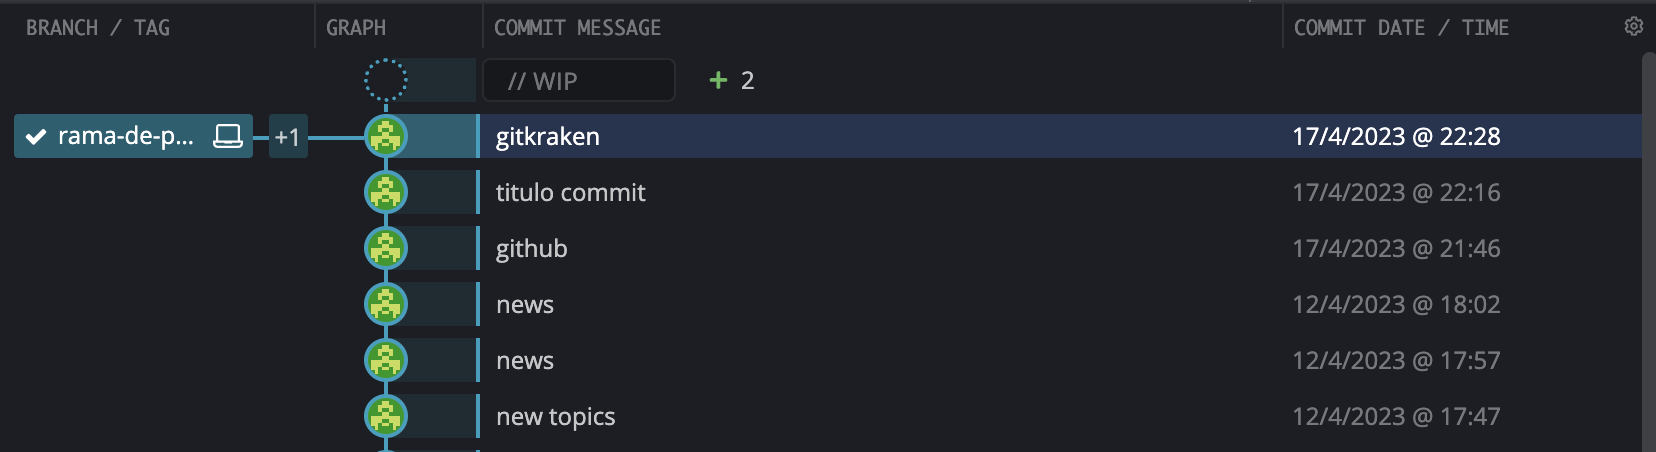 BRANCH / TAG GRAPH COMMIT MESSAGE COMMIT DATE / TIME
// WIP + 2
rama-de-p... +1 gitkraken 17/4/2023 @ 22:28
titulo commit 17/4/2023 @ 22:16
github 17/4/2023 @ 21:46
news 12/4/2023 @ 18:02
news 12/4/2023 @ 17:57
new topics 12/4/2023 @ 17:47